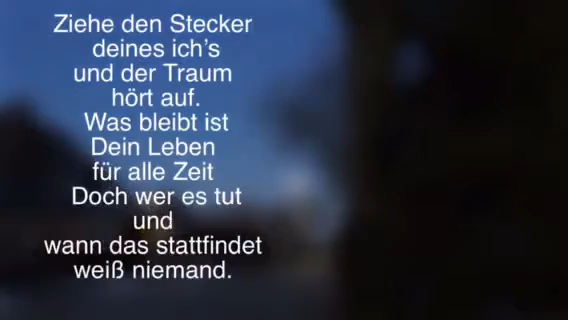 Ziehe den Stecker
deines ich's
und der Traum
hört auf.
Was bleibt ist
Dein Leben
für alle Zeit
Doch wer es tut
und
wann das stattfindet
weiß niemand.